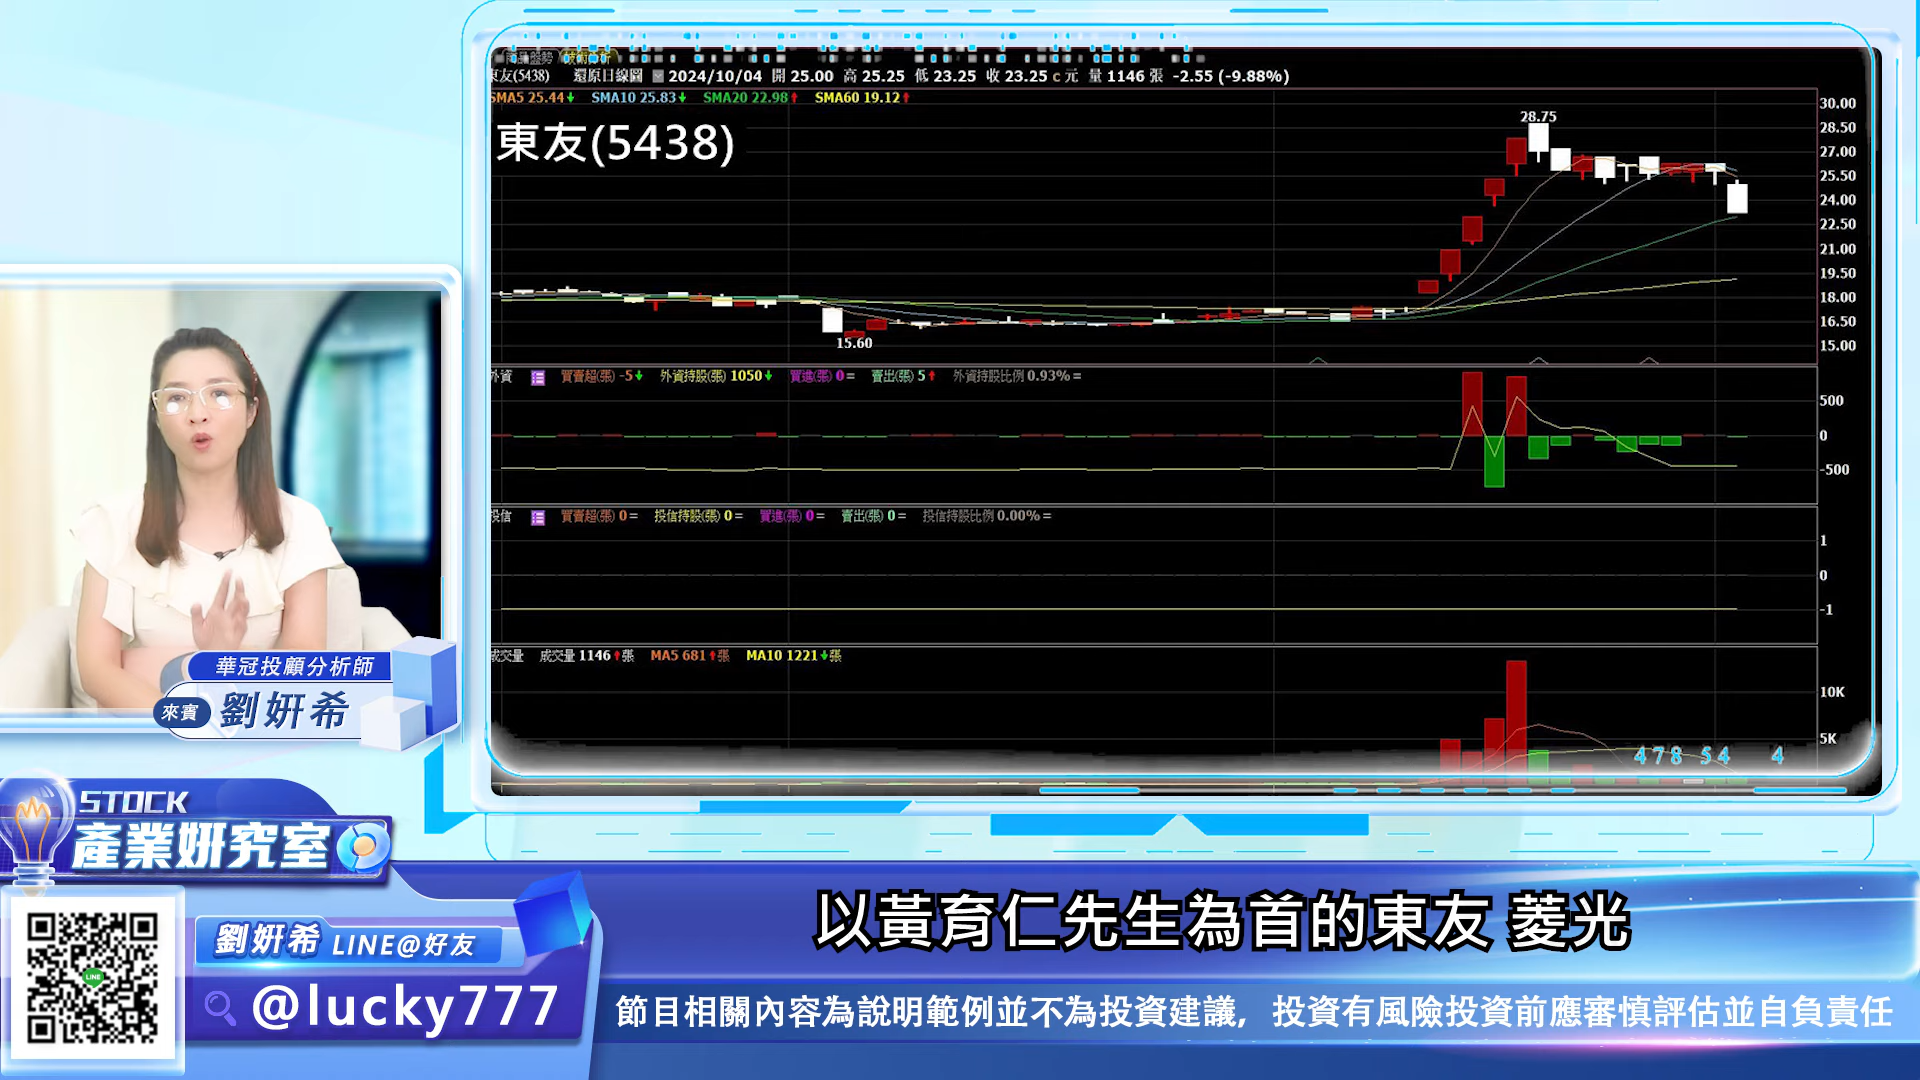 技術分析
東友(5438) 還原日線圖 2024/10/04 開 25.00 高 25.25 低 23.25 收 23.25 c 元 量 1146 張 -2.55 (-9.88%)
SMA5 25.44↓ SMA10 25.83↓ SMA20 22.98↑ SMA60 19.12↑
東友(5438)
28.75
15.60
30.00
28.50
27.00
25.50
24.00
22.50
21.00
19.50
18.00
16.50
15.00
外資 買賣超(張) -5↓ 外資持股(張) 1050↓ 買進(張) 0= 賣出(張) 5↑ 外資持股比例 0.93%=
500
0
-500
投信 買賣超(張) 0= 投信持股(張) 0= 買進(張) 0= 賣出(張) 0= 投信持股比例 0.00%=
1
0
-1
成交量 成交量 1146↑張 MA5 681↑張 MA10 1221↓張
10K
5K
478 54 4
華冠投顧分析師
來賓 劉妍希
STOCK
產業妍究室
劉妍希 LINE@好友
@lucky777
LINE
以黃育仁先生為首的東友 菱光
節目相關內容為說明範例並不為投資建議，投資有風險投資前應審慎評估並自負責任